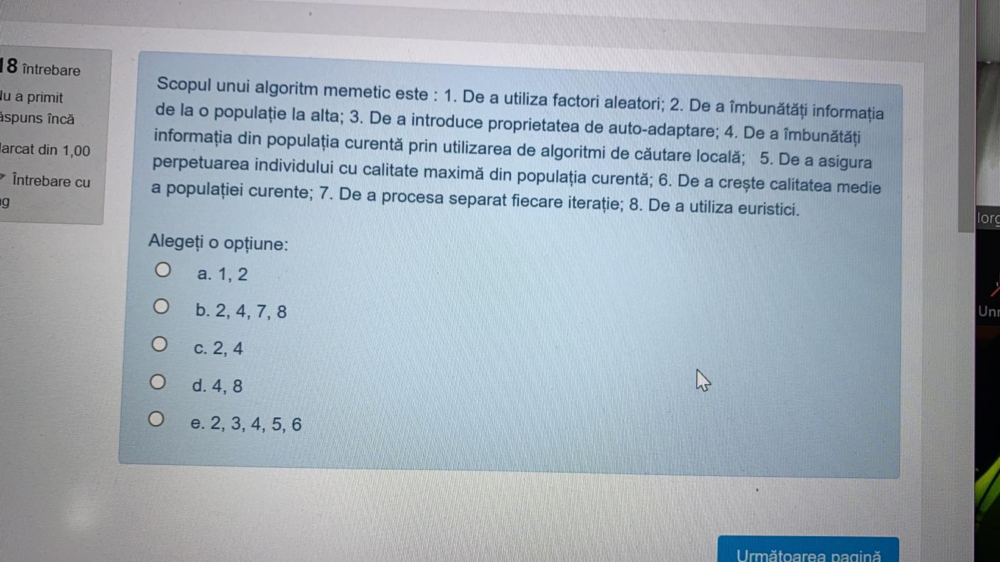 18 întrebare
Nu a primit
răspuns încă
Marcat din 1,00
Întrebare cu
Scopul unui algoritm memetic este : 1. De a utiliza factori aleatori; 2. De a îmbunătăți informația
de la o populație la alta; 3. De a introduce proprietatea de auto-adaptare; 4. De a îmbunătăți
informația din populația curentă prin utilizarea de algoritmi de căutare locală; 5. De a asigura
perpetuarea individului cu calitate maximă din populația curentă; 6. De a crește calitatea medie
a populației curente; 7. De a procesa separat fiecare iterație; 8. De a utiliza euristici.
Alegeți o opțiune:
a. 1, 2
b. 2, 4, 7, 8
c. 2, 4
d. 4, 8
e. 2, 3, 4, 5, 6
Următoarea pagină